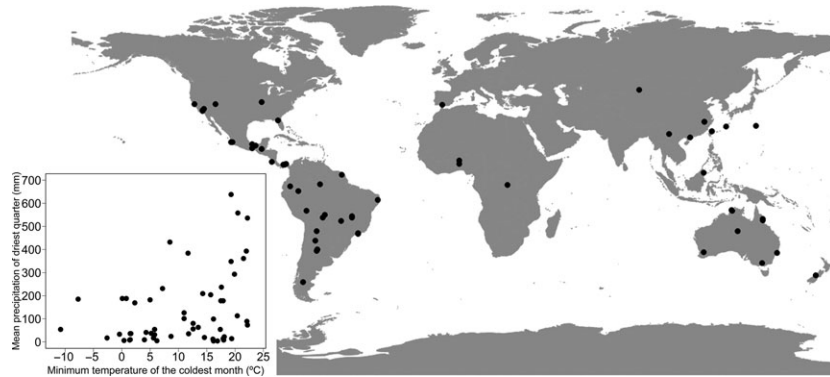 Mean precipitation of driest quarter (mm)
700
600
500
400
300
200
100
0
−10 −5 0 5 10 15 20 25
Minimum temperature of the coldest month (ºC)